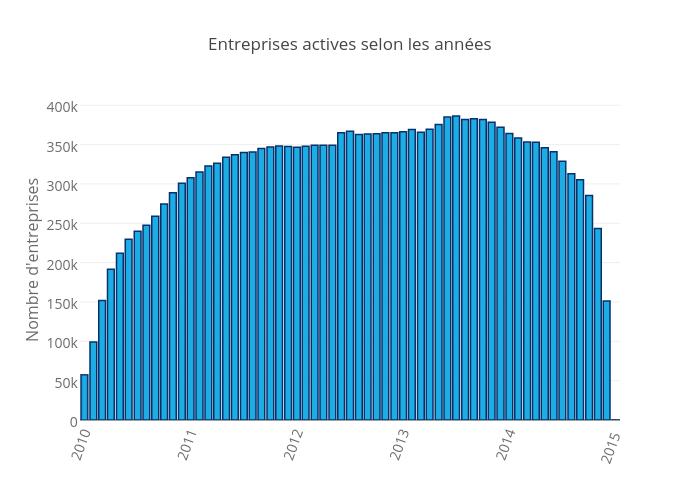 Entreprises actives selon les années
Nombre d'entreprises
400k
350k
300k
250k
200k
150k
100k
50k
0
2010
2011
2012
2013
2014
2015